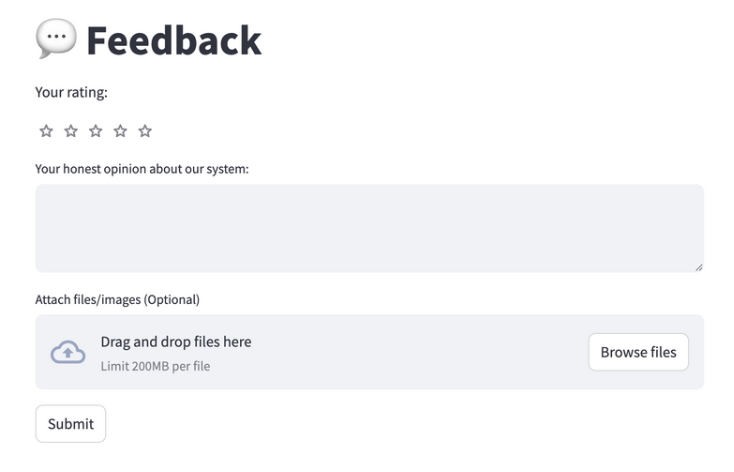 Feedback
Your rating:
Your honest opinion about our system:
Attach files/images (Optional)
Drag and drop files here
Limit 200MB per file
Browse files
Submit